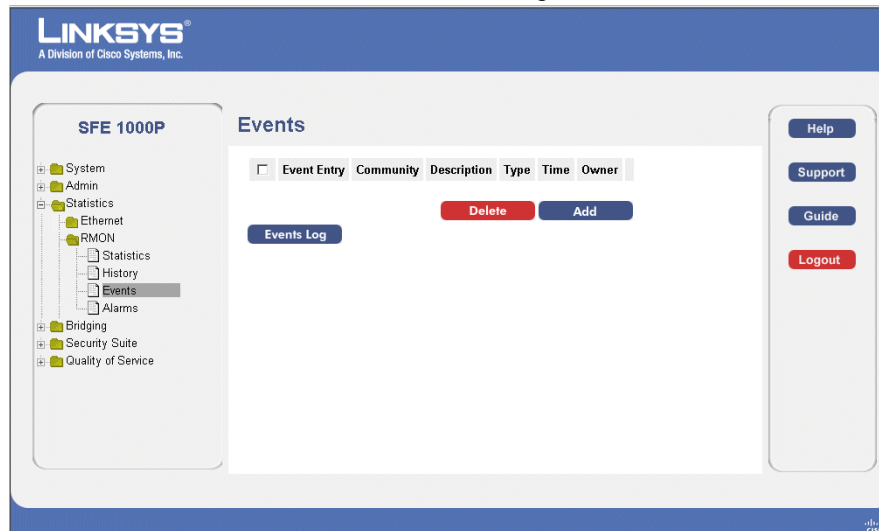 LINKSYS®
A Division of Cisco Systems, Inc.
SFE 1000P
System
Admin
Statistics
Ethernet
RMON
Statistics
History
Events
Alarms
Bridging
Security Suite
Quality of Service
Events
Event Entry Community Description Type Time Owner
Delete Add
Events Log
Help
Support
Guide
Logout